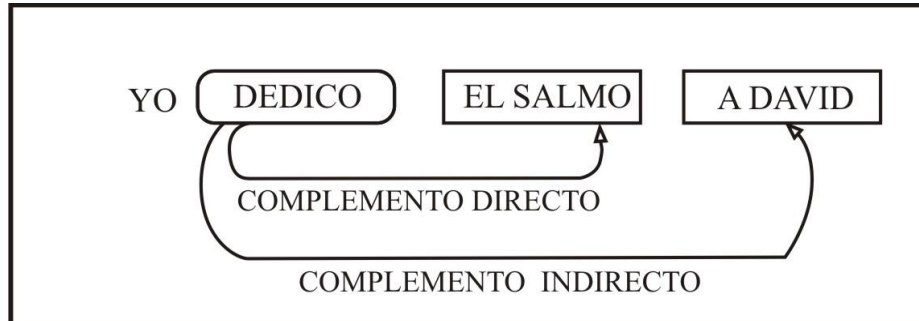 YO DEDICO EL SALMO A DAVID
COMPLEMENTO DIRECTO
COMPLEMENTO INDIRECTO